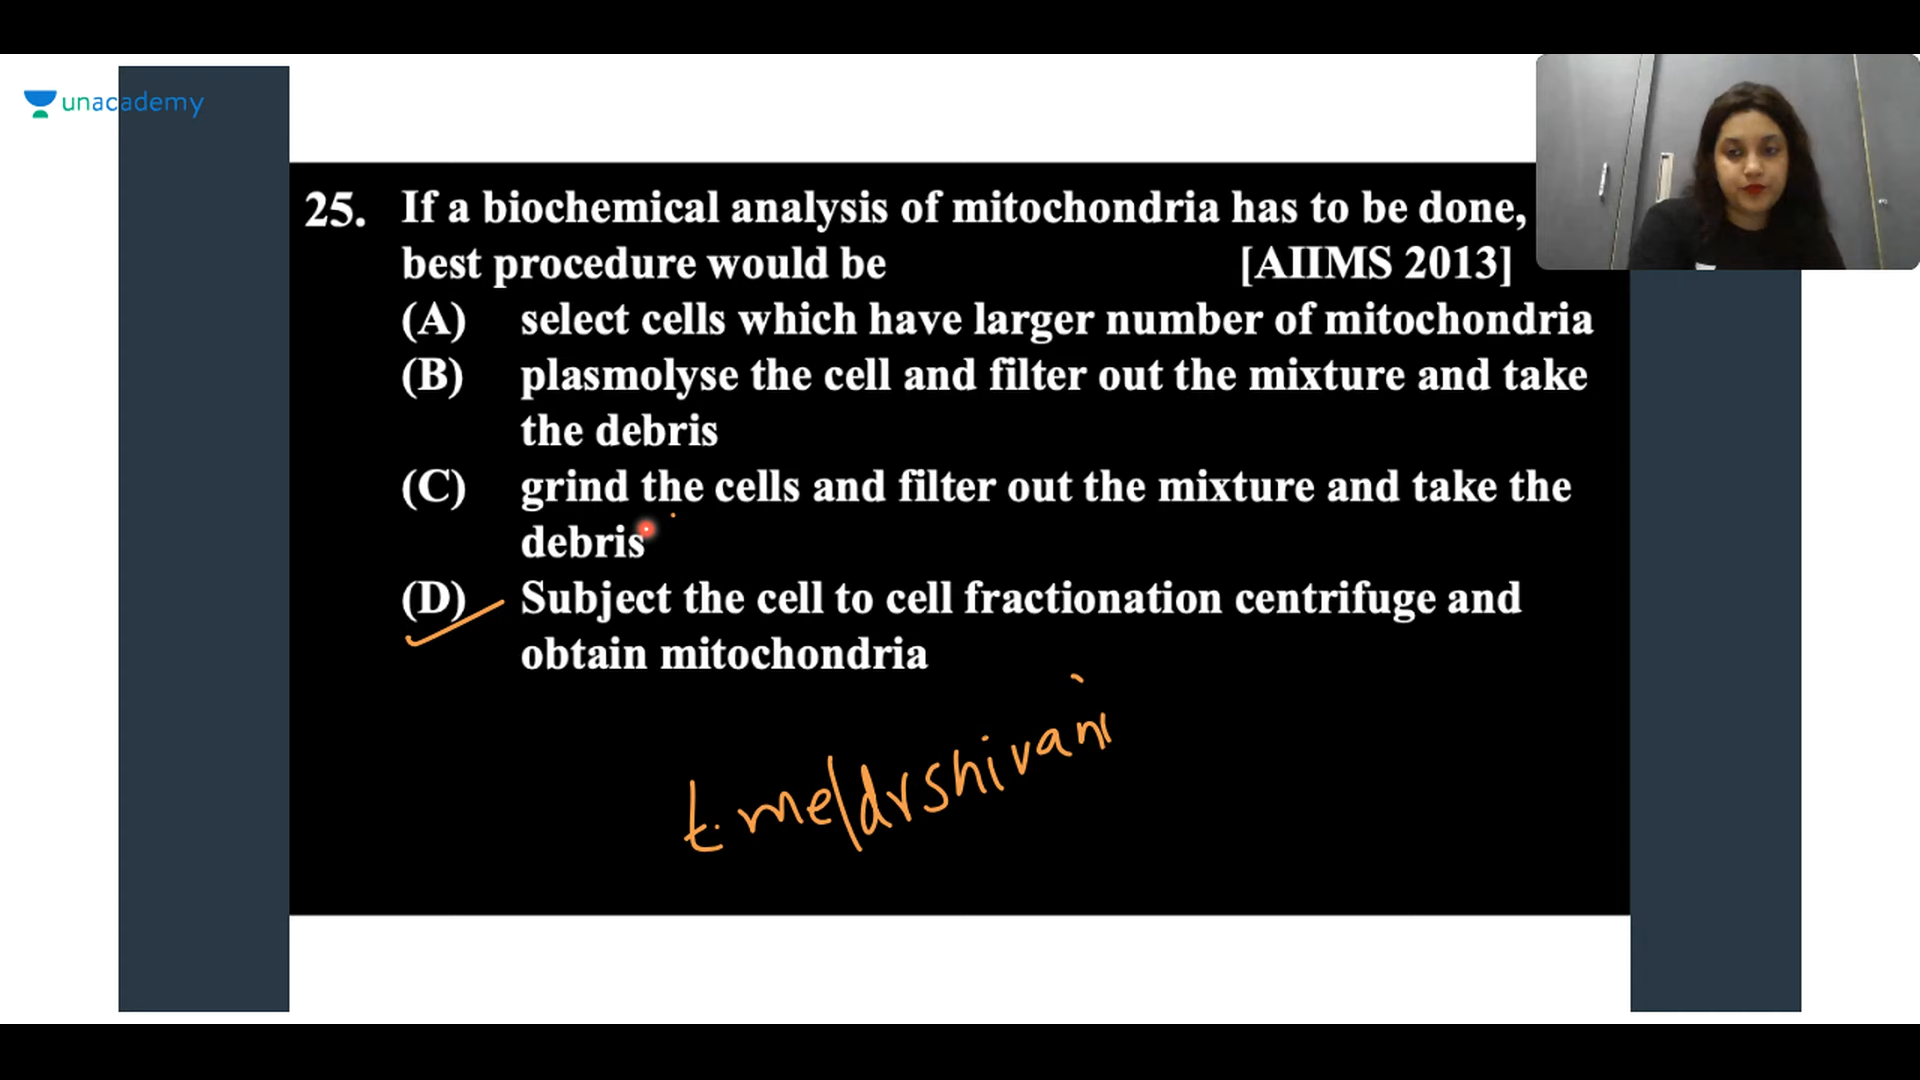 unacademy
25. If a biochemical analysis of mitochondria has to be done,
best procedure would be [AIIMS 2013]
(A) select cells which have larger number of mitochondria
(B) plasmolyse the cell and filter out the mixture and take
the debris
(C) grind the cells and filter out the mixture and take the
debris
(D) Subject the cell to cell fractionation centrifuge and
obtain mitochondria
t.me/drshivani